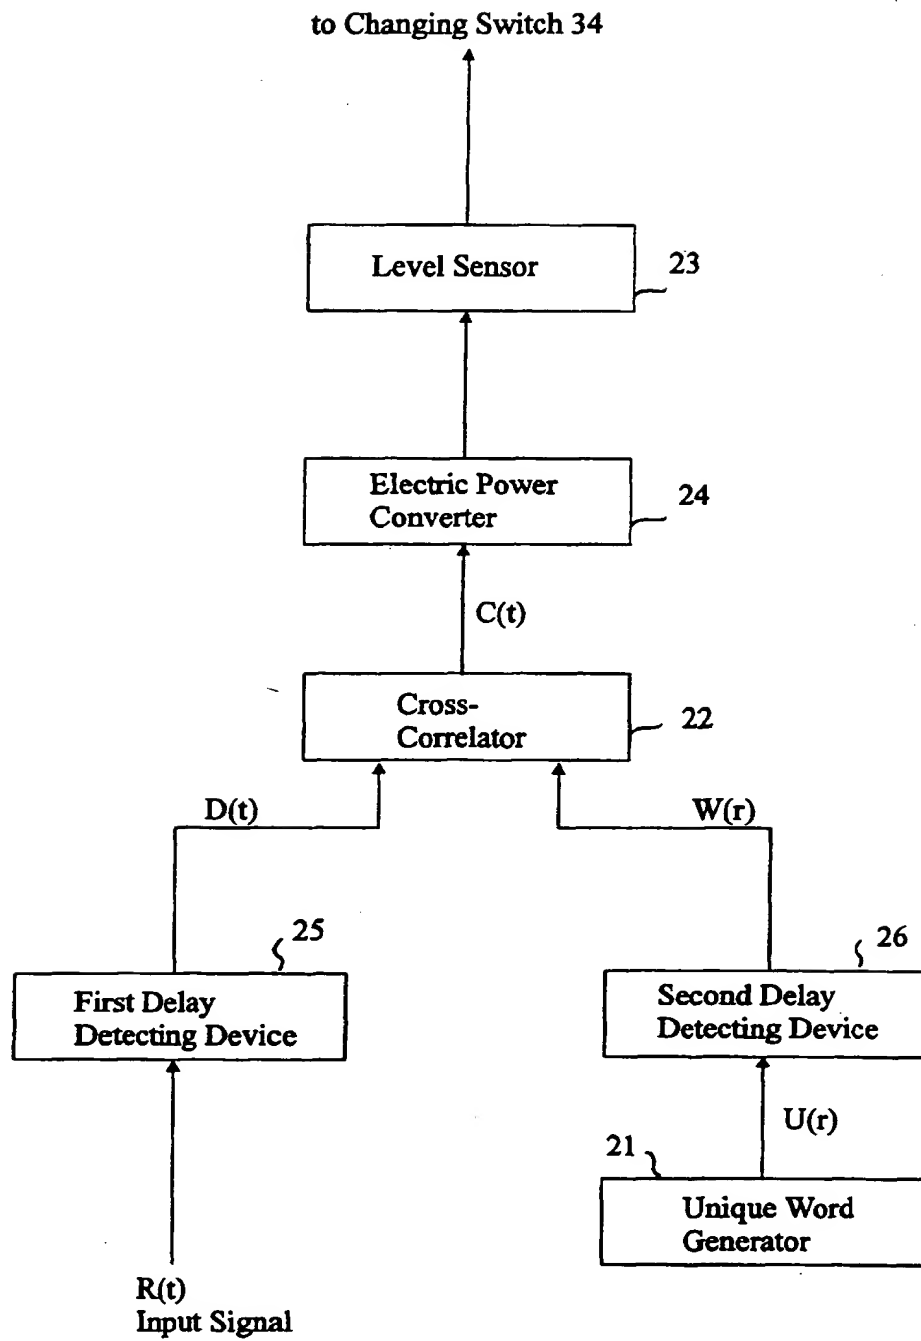 to Changing Switch 34
Level Sensor
23
Electric Power
Converter
24
C(t)
Cross-
Correlator
22
D(t)
W(r)
25
26
First Delay
Detecting Device
Second Delay
Detecting Device
U(r)
21
Unique Word
Generator
R(t)
Input Signal